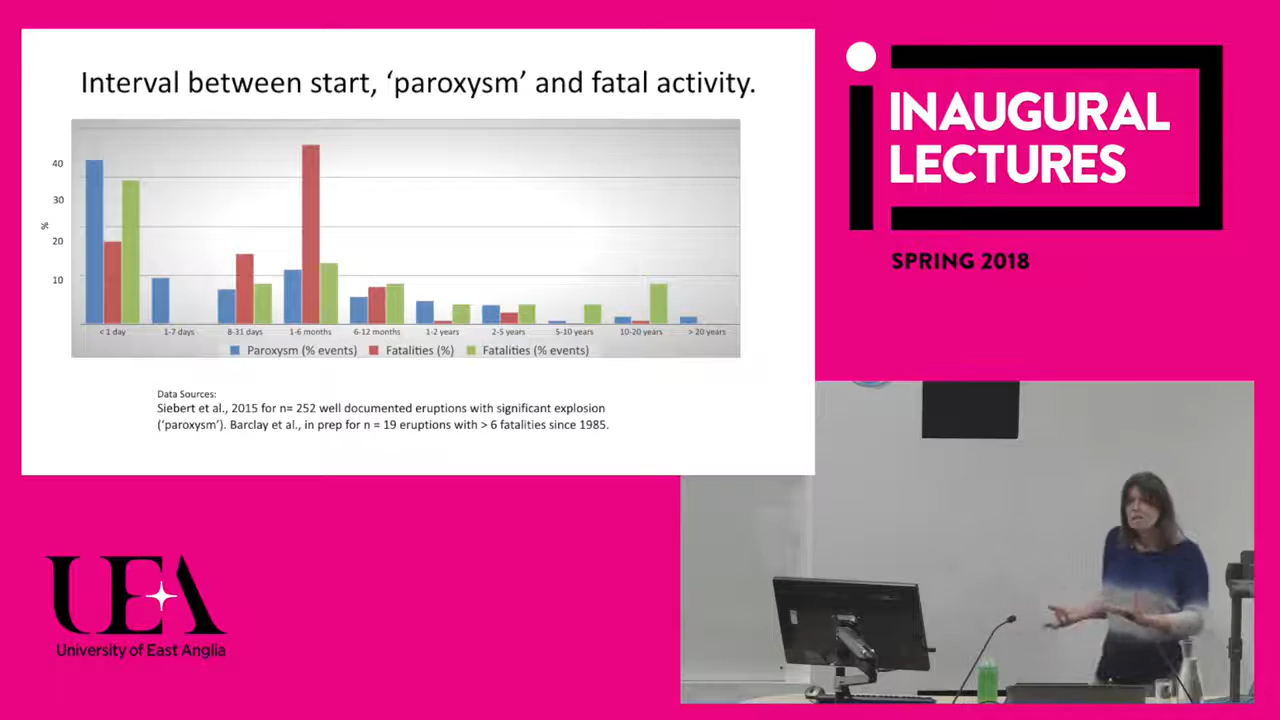 Interval between start, ‘paroxysm’ and fatal activity.
40
30
%
20
10
< 1 day
1-7 days
8-31 days
1-6 months
6-12 months
1-2 years
2-5 years
5-10 years
10-20 years
> 20 years
Paroxysm (% events)
Fatalities (%)
Fatalities (% events)
Data Sources:
Siebert et al., 2015 for n= 252 well documented eruptions with significant explosion
(‘paroxysm’). Barclay et al., in prep for n = 19 eruptions with > 6 fatalities since 1985.
INAUGURAL
LECTURES
SPRING 2018
UEA
University of East Anglia